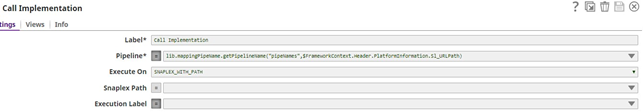 Call Implementation
tings Views Info
Label* Call Implementation
Pipeline* = lib.mappingPipeName.getPipelineName("pipeNames",$FrameworkContext.Header.PlatformInformation.Sl_URLPath)
Execute On SNAPLEX_WITH_PATH
Snaplex Path =
Execution Label =